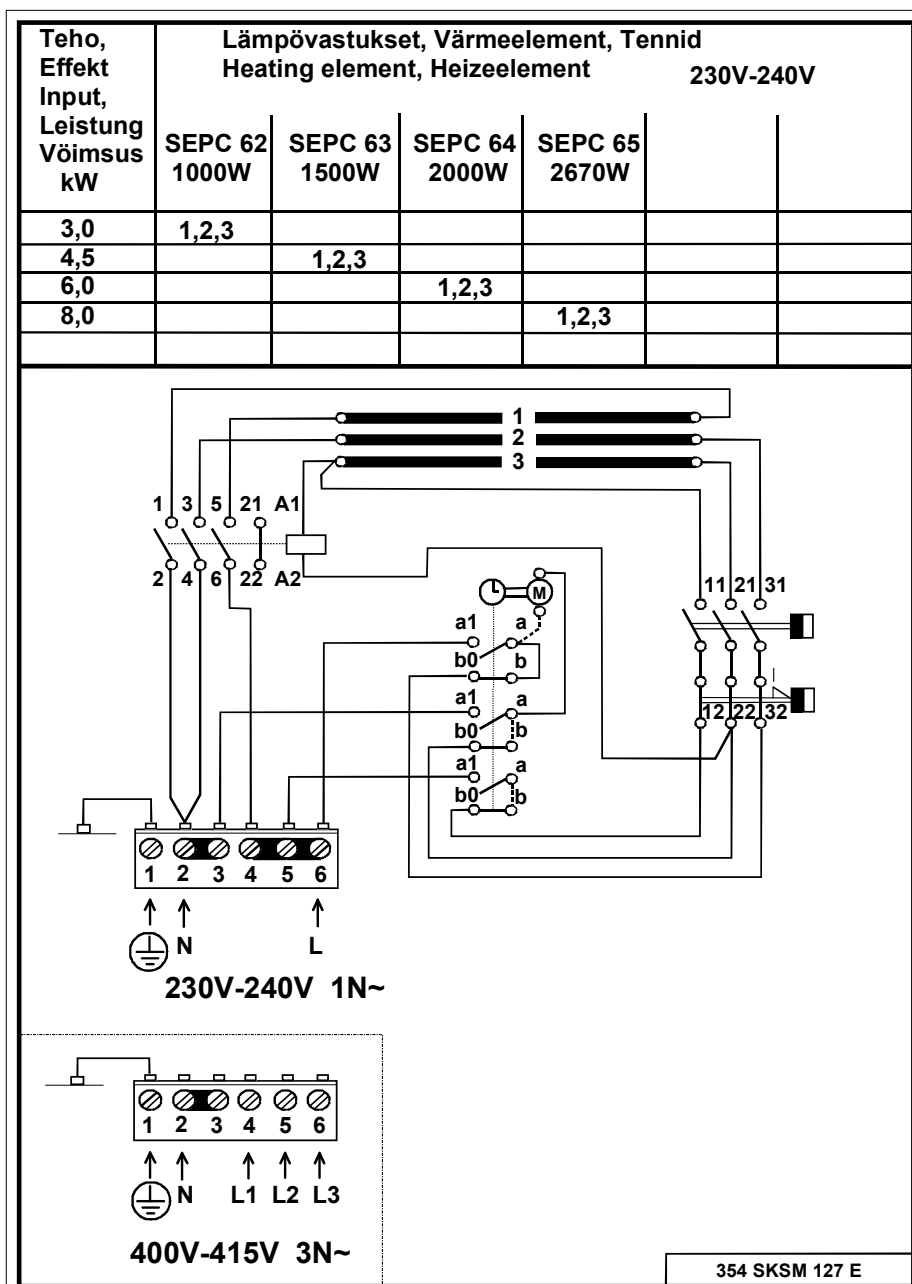 Teho,
Effekt
Input,
Leistung
Vöimsus
kW
Lämpövastukset, Värmeelement, Tennid
Heating element, Heizeelement
230V-240V
SEPC 62 SEPC 63 SEPC 64 SEPC 65
1000W 1500W 2000W 2670W
3,0 1,2,3
4,5 1,2,3
6,0 1,2,3
8,0 1,2,3
1
2
3
1 3 5 21 A1
2 4 6 22 A2
M
11 21 31
a1 a
b0 b
a1 a
b0 b
12 22 32
a1 a
b0 b
1 2 3 4 5 6
N L
230V-240V 1N~
1 2 3 4 5 6
N L1 L2 L3
400V-415V 3N~
354 SKSM 127 E